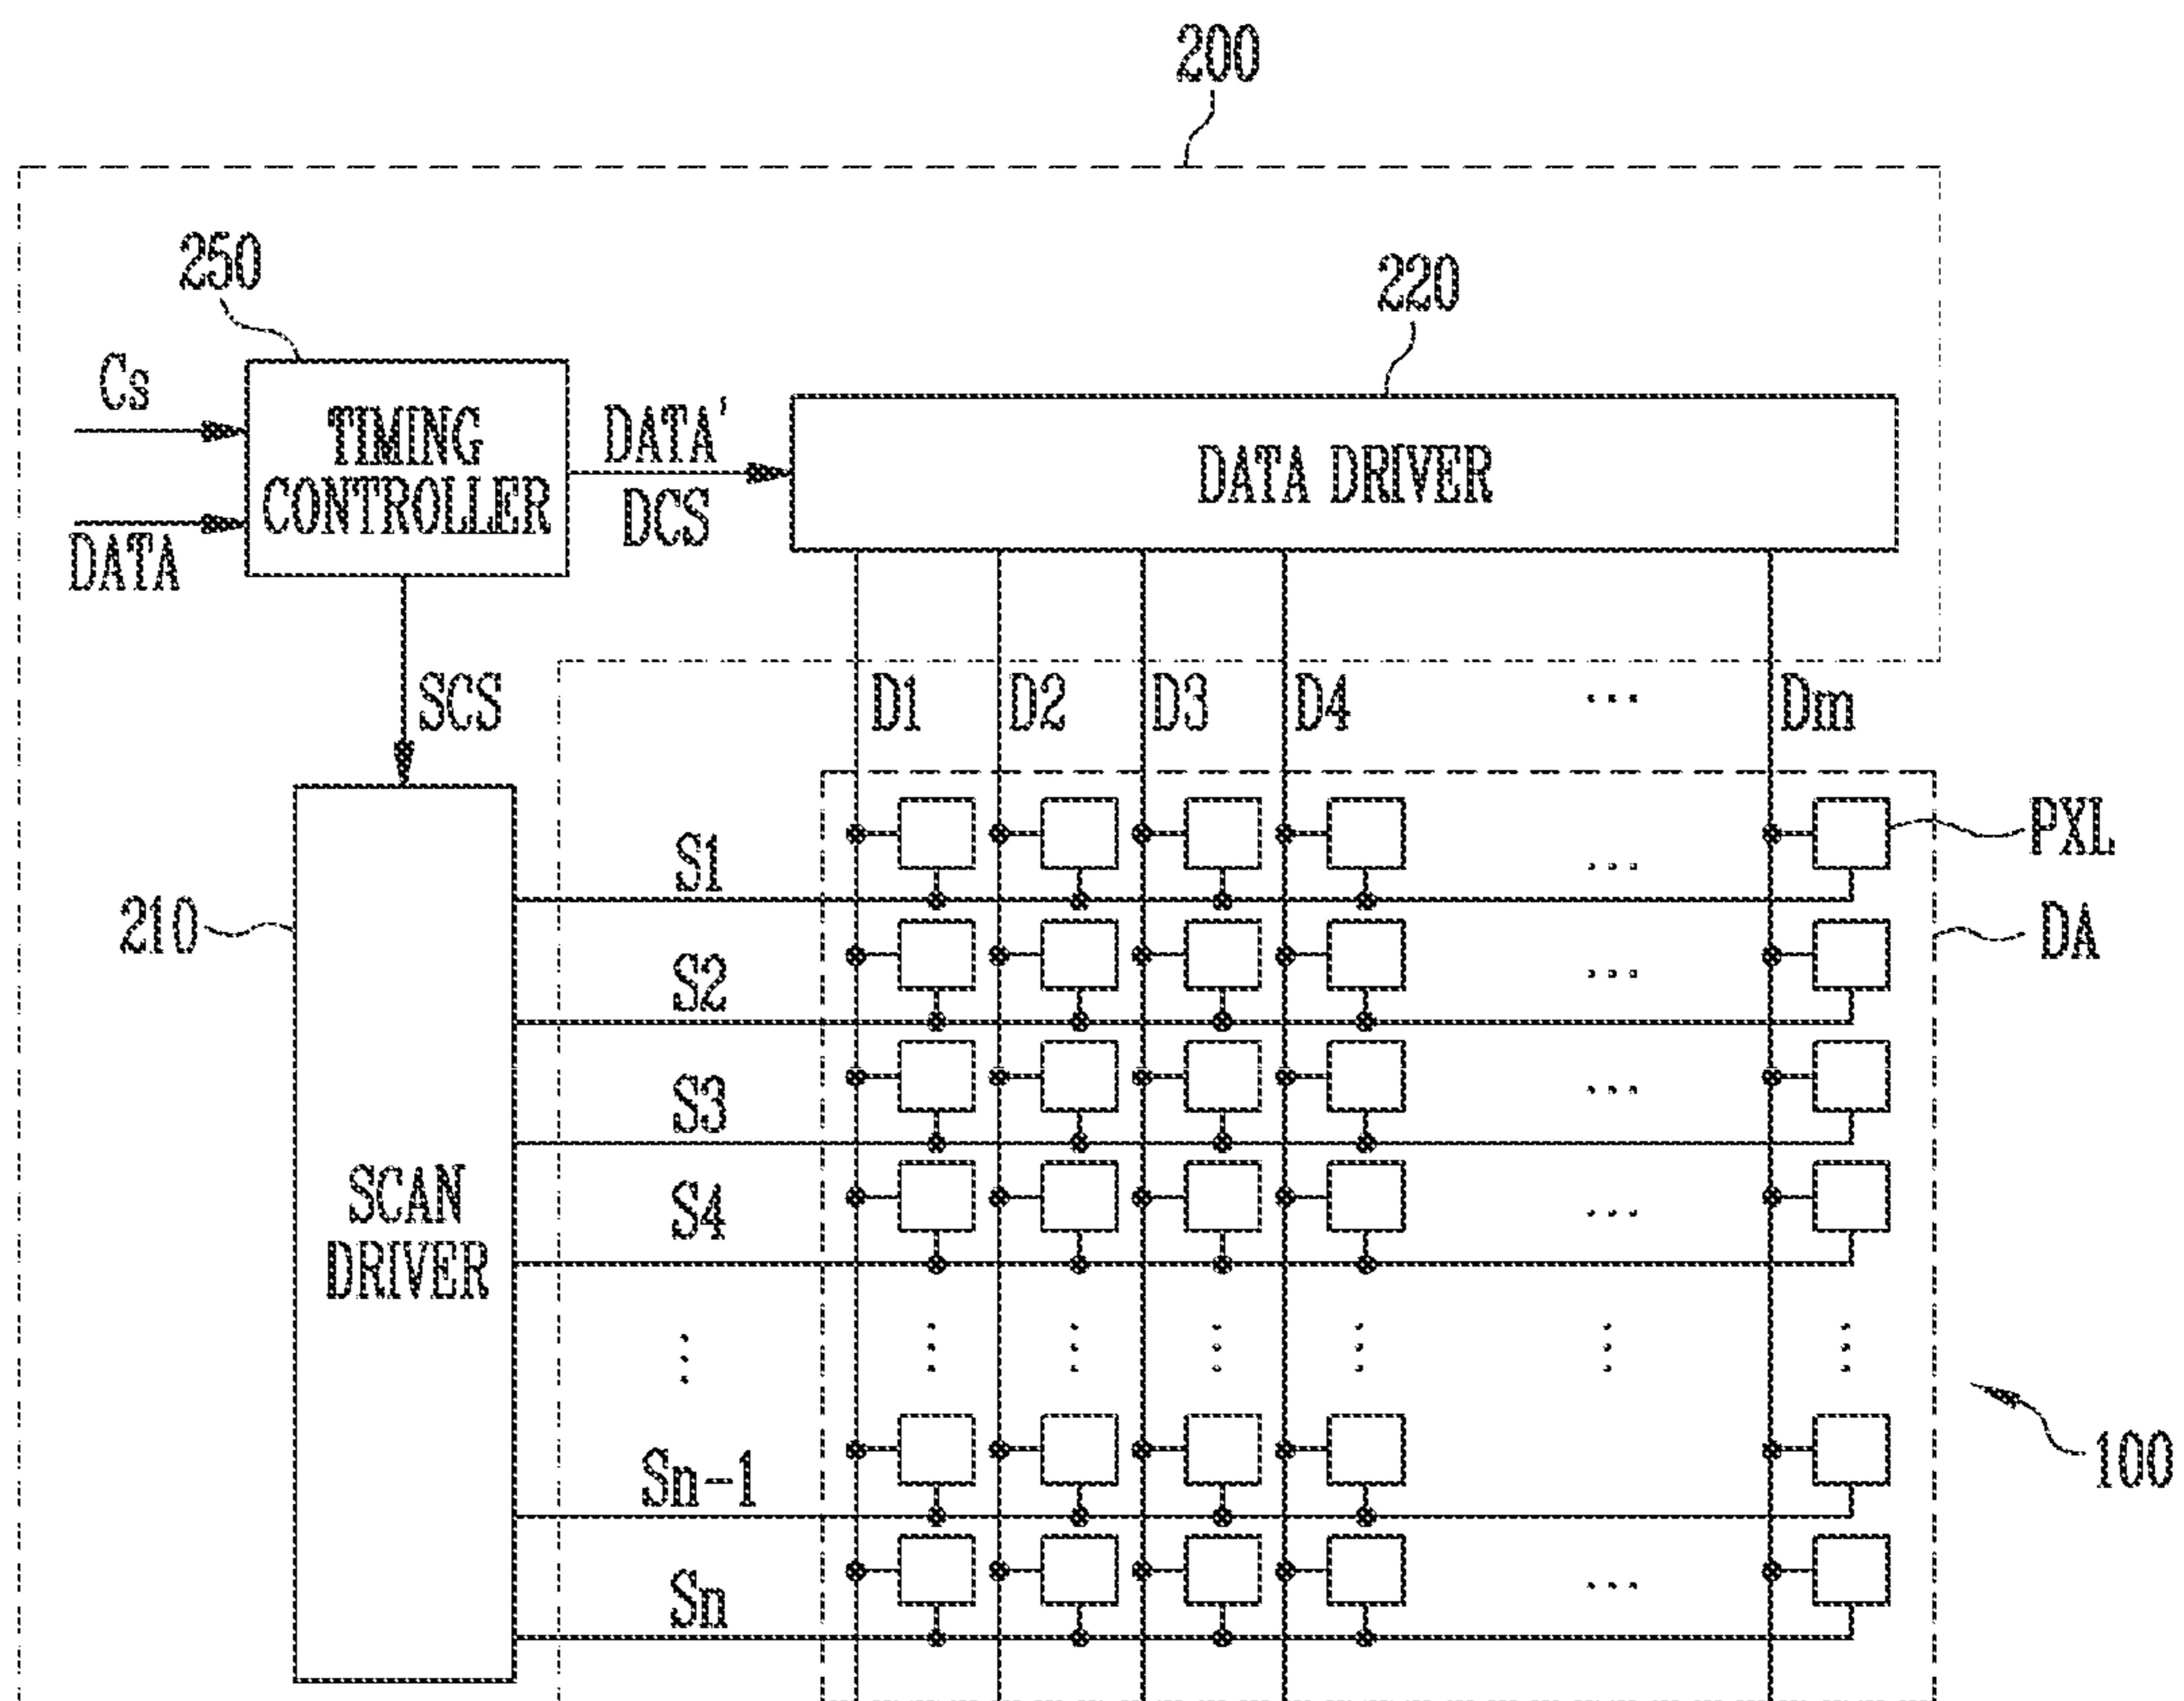 200
250
220
Cs
TIMING
CONTROLLER
DATA'
DCS
DATA DRIVER
DATA
SCS
D1 D2 D3 D4 ... Dm
PXL
S1 ...
210
DA
S2 ...
S3 ...
S4 ...
SCAN
DRIVER
100
Sn-1
Sn ...